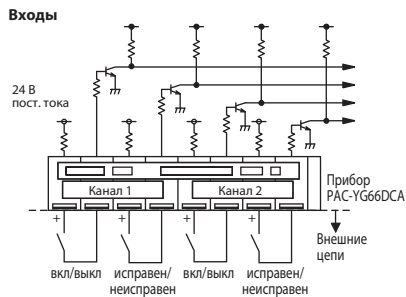 Входы
24 В
пост. тока
Канал 1
Канал 2
Прибор
PAC-YG66DCA
+
+
+
+
Внешние
цепи
вкл/выкл
исправен/
неисправен
вкл/выкл
исправен/
неисправен